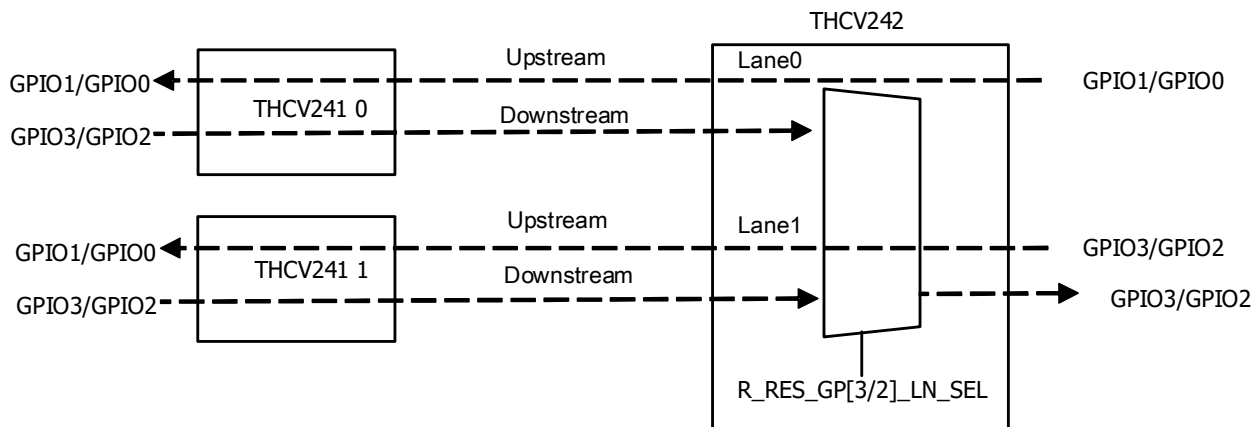 THCV242
Upstream
Lane0
GPIO1/GPIO0
GPIO1/GPIO0
THCV241 0
Downstream
GPIO3/GPIO2
Upstream
Lane1
GPIO1/GPIO0
GPIO3/GPIO2
THCV241 1
Downstream
GPIO3/GPIO2
GPIO3/GPIO2
R_RES_GP[3/2]_LN_SEL